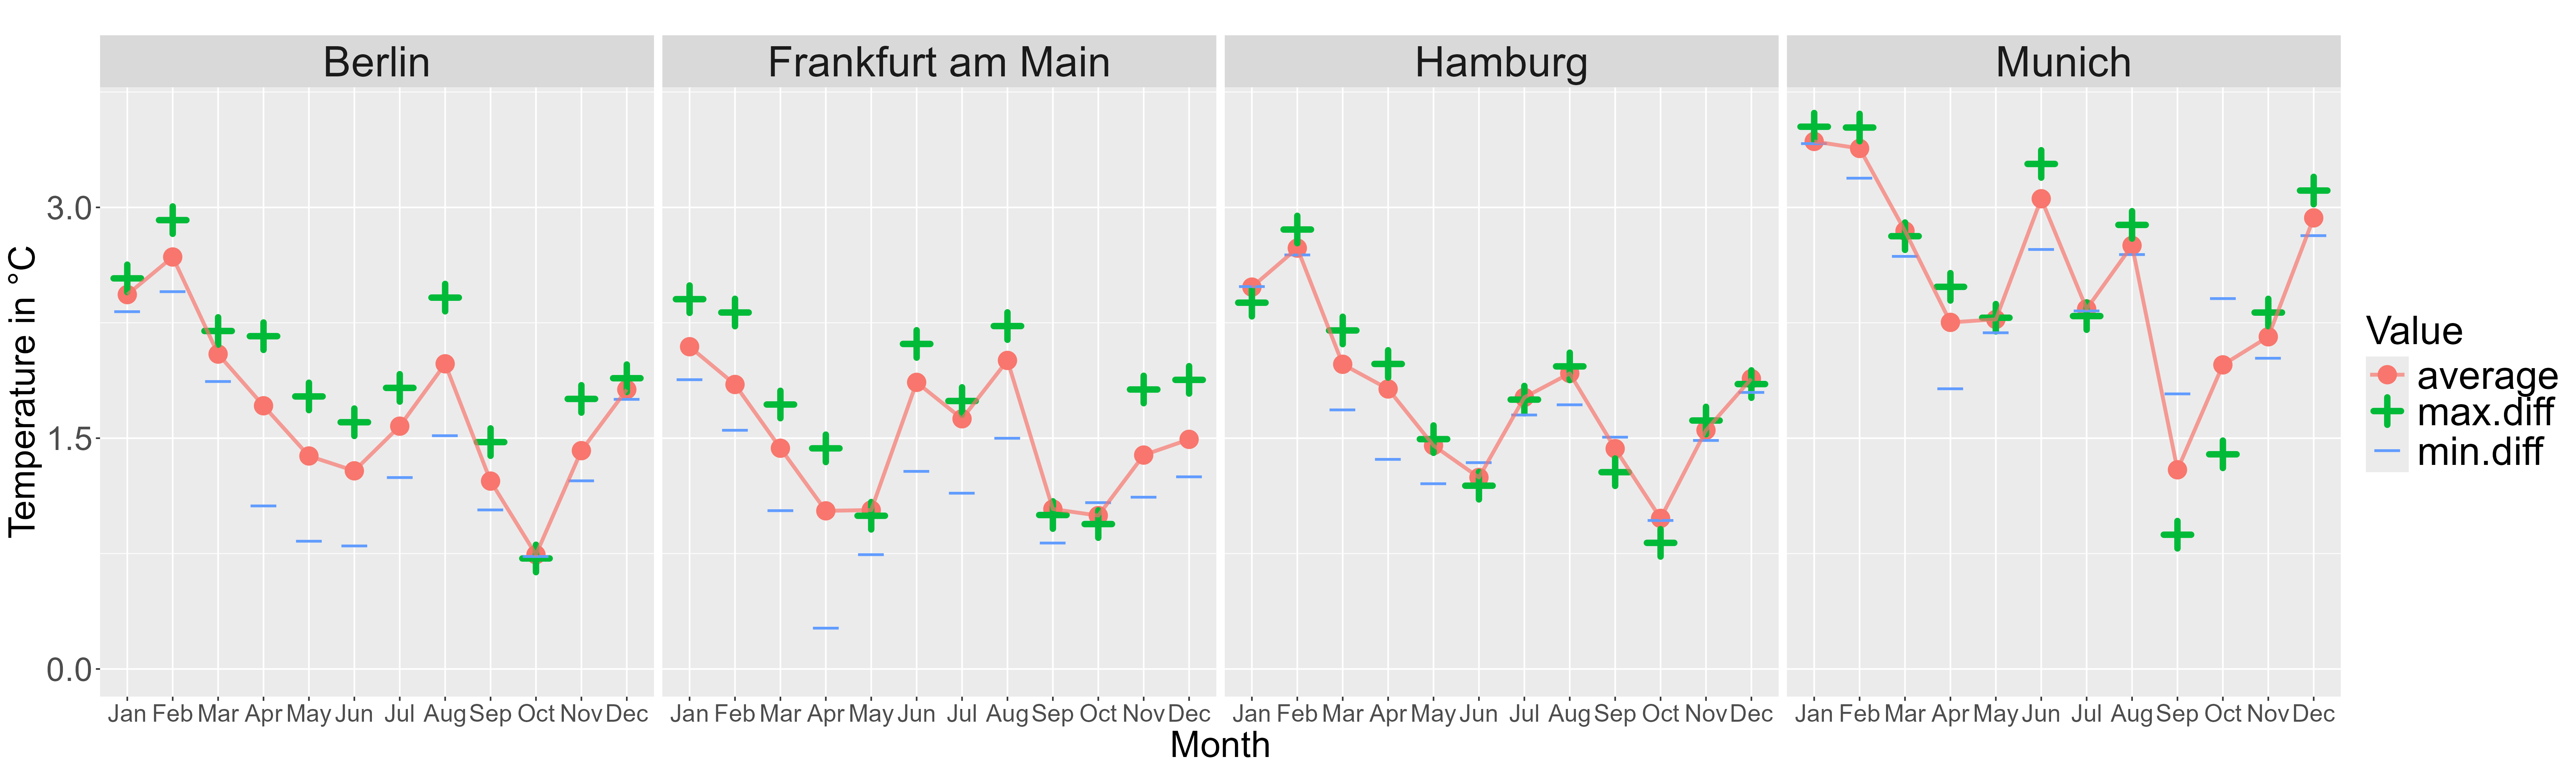 Berlin
Frankfurt am Main
Hamburg
Munich
Temperature in °C
3.0
1.5
0.0
Jan Feb Mar Apr May Jun Jul Aug Sep Oct Nov Dec
Jan Feb Mar Apr May Jun Jul Aug Sep Oct Nov Dec
Jan Feb Mar Apr May Jun Jul Aug Sep Oct Nov Dec
Jan Feb Mar Apr May Jun Jul Aug Sep Oct Nov Dec
Month
Value
average
max.diff
min.diff